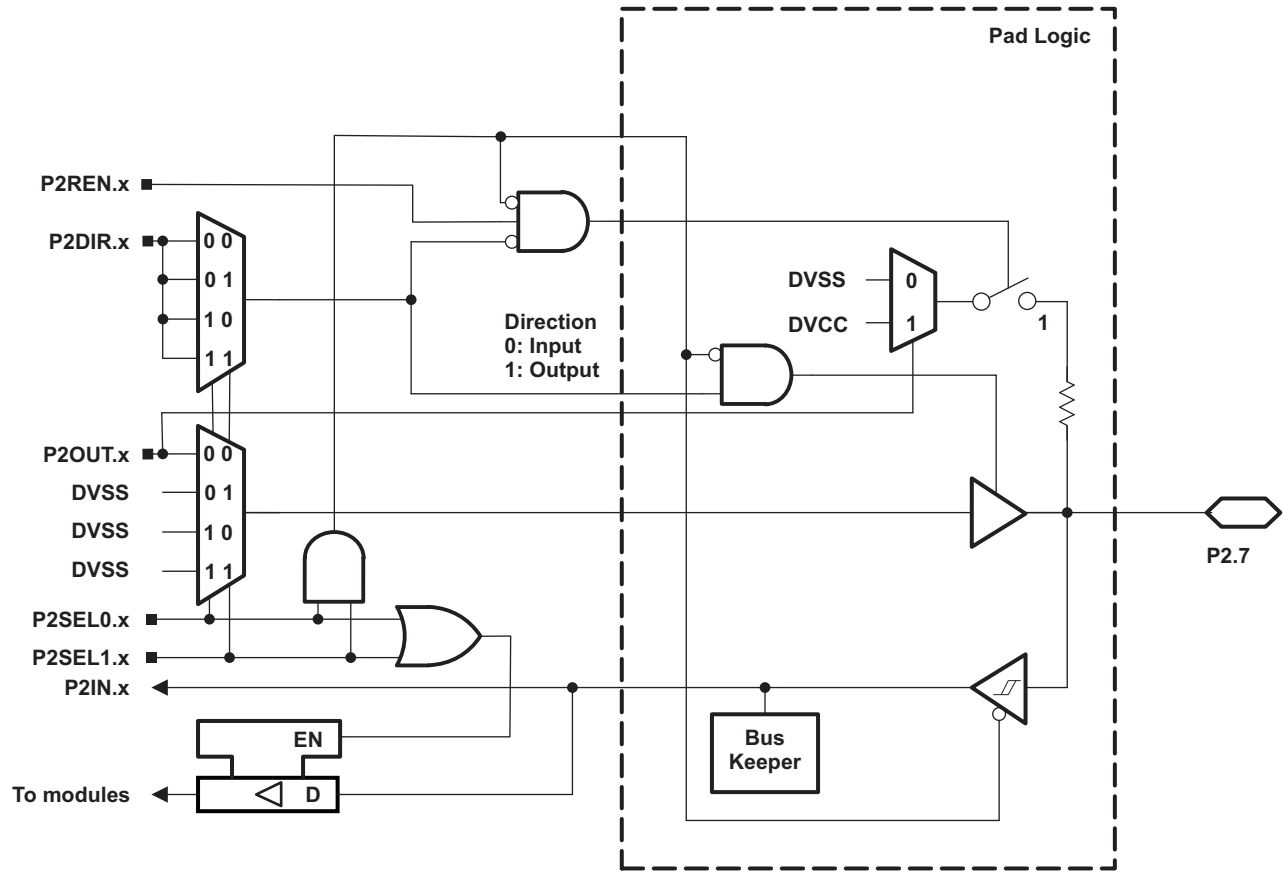 Pad Logic
P2REN.x
P2DIR.x
0 0
0 1
1 0
1 1
Direction
0: Input
1: Output
DVSS
0
DVCC
1
1
P2OUT.x
0 0
DVSS
0 1
DVSS
1 0
DVSS
1 1
P2.7
P2SEL0.x
P2SEL1.x
P2IN.x
Bus
Keeper
EN
To modules
D